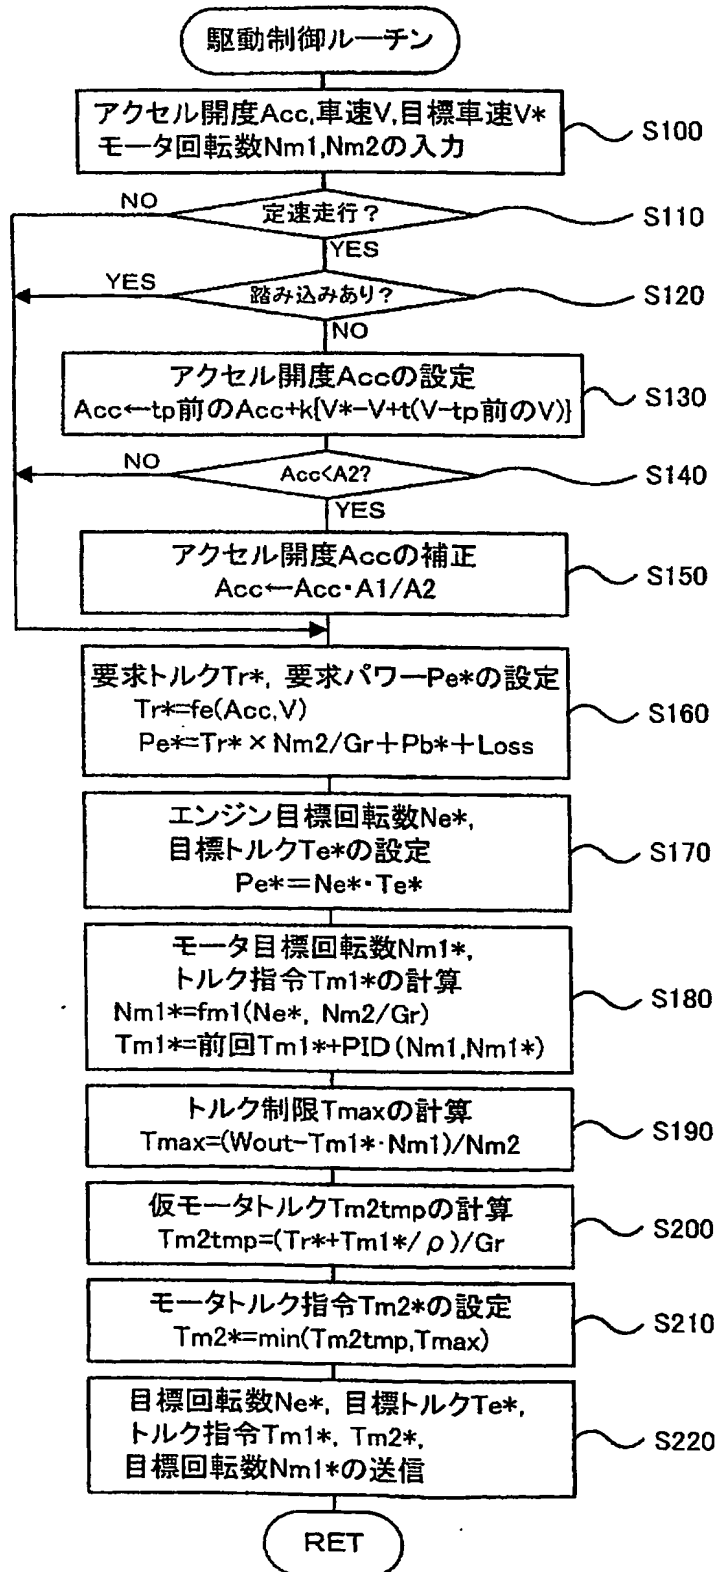 駆動制御ルーチン
アクセル開度Acc,車速V,目標車速V*
モータ回転数Nm1,Nm2の入力
S100
定速走行?
NO
S110
YES
踏み込みあり?
YES
S120
NO
アクセル開度Accの設定
Acc←tp前のAcc+k{V*-V+t(V-tp前のV)}
S130
Acc<A2?
NO
S140
YES
アクセル開度Accの補正
Acc←Acc・A1/A2
S150
要求トルクTr*, 要求パワーPe*の設定
Tr*=fe(Acc,V)
Pe*=Tr*×Nm2/Gr+Pb*+Loss
S160
エンジン目標回転数Ne*,
目標トルクTe*の設定
Pe*=Ne*・Te*
S170
モータ目標回転数Nm1*,
トルク指令Tm1*の計算
Nm1*=fm1(Ne*, Nm2/Gr)
Tm1*=前回Tm1*+PID(Nm1,Nm1*)
S180
トルク制限Tmaxの計算
Tmax=(Wout-Tm1*・Nm1)/Nm2
S190
仮モータトルクTm2tmpの計算
Tm2tmp=(Tr*+Tm1*/ρ)/Gr
S200
モータトルク指令Tm2*の設定
Tm2*=min(Tm2tmp,Tmax)
S210
目標回転数Ne*, 目標トルクTe*,
トルク指令Tm1*, Tm2*,
目標回転数Nm1*の送信
S220
RET